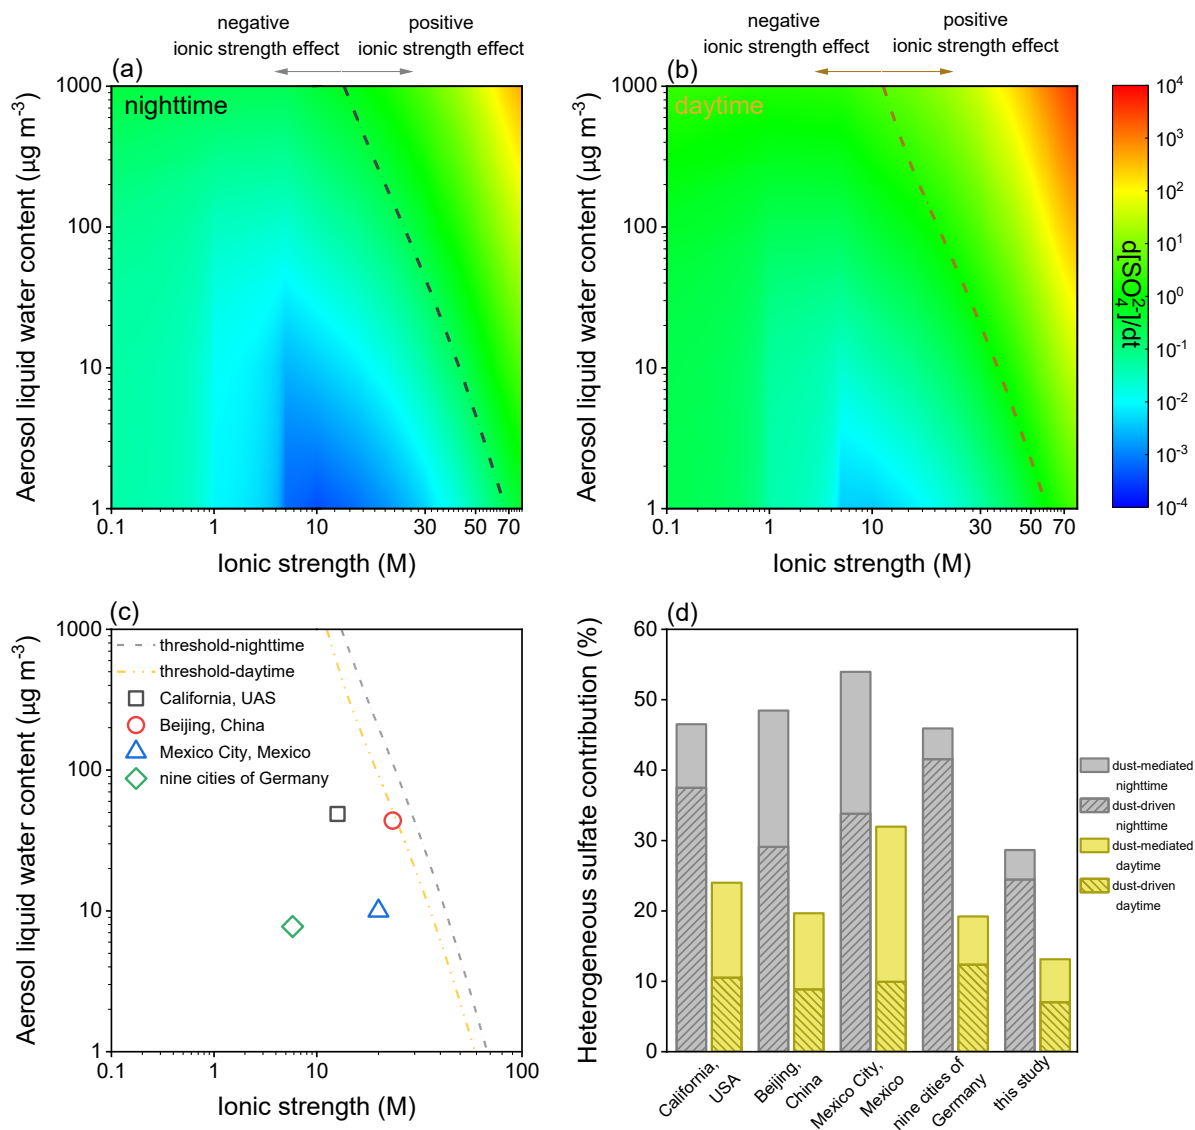 negative
ionic strength effect
positive
ionic strength effect
(a)
nighttime
1000
100
10
1
Aerosol liquid water content (µg m⁻³)
0.1
1
10
30
50
70
Ionic strength (M)
negative
ionic strength effect
positive
ionic strength effect
(b)
daytime
1000
100
10
1
Aerosol liquid water content (µg m⁻³)
0.1
1
10
30
50
70
Ionic strength (M)
10⁴
10³
10²
10¹
10⁰
10⁻¹
10⁻²
10⁻³
10⁻⁴
d[SO₄²⁻]/dt
(c)
threshold-nighttime
threshold-daytime
California, UAS
Beijing, China
Mexico City, Mexico
nine cities of Germany
1000
100
10
1
Aerosol liquid water content (µg m⁻³)
0.1
1
10
100
Ionic strength (M)
(d)
60
50
40
30
20
10
0
Heterogeneous sulfate contribution (%)
California,
USA
Beijing,
China
Mexico City,
Mexico
nine cities of
Germany
this study
dust-mediated
nighttime
dust-driven
nighttime
dust-mediated
daytime
dust-driven
daytime